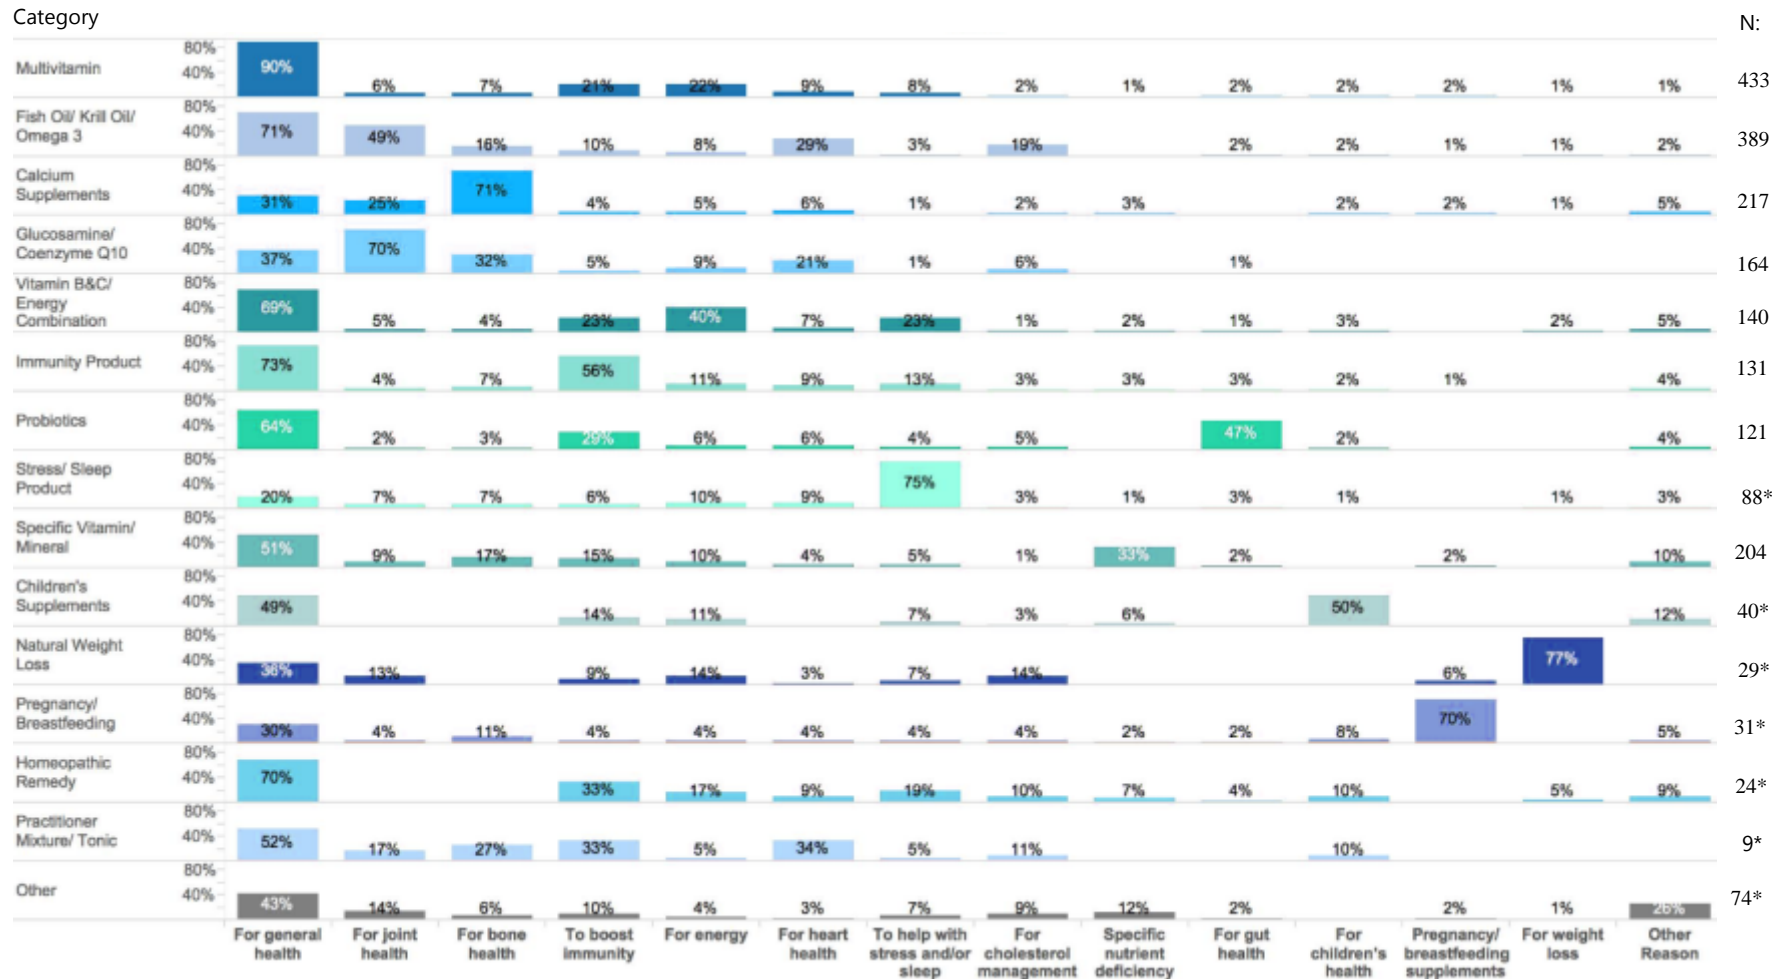 Category N:
Multivitamin 80% 40% 90% 6% 7% 21% 22% 9% 8% 2% 1% 2% 2% 2% 1% 1% 433
Fish Oil/ Krill Oil/
Omega 3 80% 40% 71% 49% 16% 10% 8% 29% 3% 19% 2% 2% 1% 1% 2% 389
Calcium
Supplements 80% 40% 31% 25% 71% 4% 5% 6% 1% 2% 3% 2% 2% 1% 5% 217
Glucosamine/
Coenzyme Q10 80% 40% 37% 70% 32% 5% 9% 21% 1% 6% 1% 164
Vitamin B&C/
Energy
Combination 80% 40% 69% 5% 4% 23% 40% 7% 23% 1% 2% 1% 3% 2% 5% 140
Immunity Product 80% 40% 73% 4% 7% 56% 11% 9% 13% 3% 3% 3% 2% 1% 4% 131
Probiotics 80% 40% 64% 2% 3% 29% 6% 6% 4% 5% 47% 2% 4% 121
Stress/ Sleep
Product 80% 40% 20% 7% 7% 6% 10% 9% 75% 3% 1% 3% 1% 1% 3% 88*
Specific Vitamin/
Mineral 80% 40% 51% 9% 17% 15% 10% 4% 5% 1% 33% 2% 2% 10% 204
Children's
Supplements 80% 40% 49% 14% 11% 7% 3% 6% 50% 12% 40*
Natural Weight
Loss 80% 40% 36% 13% 9% 14% 3% 7% 14% 6% 77% 29*
Pregnancy/
Breastfeeding 80% 40% 30% 4% 11% 4% 4% 4% 4% 4% 2% 2% 8% 70% 5% 31*
Homeopathic
Remedy 80% 40% 70% 33% 17% 9% 19% 10% 7% 4% 10% 5% 9% 24*
Practitioner
Mixture/ Tonic 80% 40% 52% 17% 27% 33% 5% 34% 5% 11% 10% 9*
Other 80% 40% 43% 14% 6% 10% 4% 3% 7% 9% 12% 2% 2% 1% 26% 74*
For general For joint For bone To boost For energy For heart To help with For Specific For gut For Pregnancy/ For weight Other
health health health immunity health stress and/or cholesterol nutrient health children's breastfeeding loss Reason
sleep management deficiency health supplements